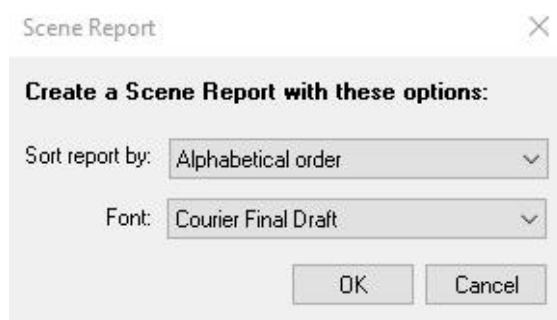 Scene Report
Create a Scene Report with these options:
Sort report by: Alphabetical order
Font: Courier Final Draft
OK Cancel